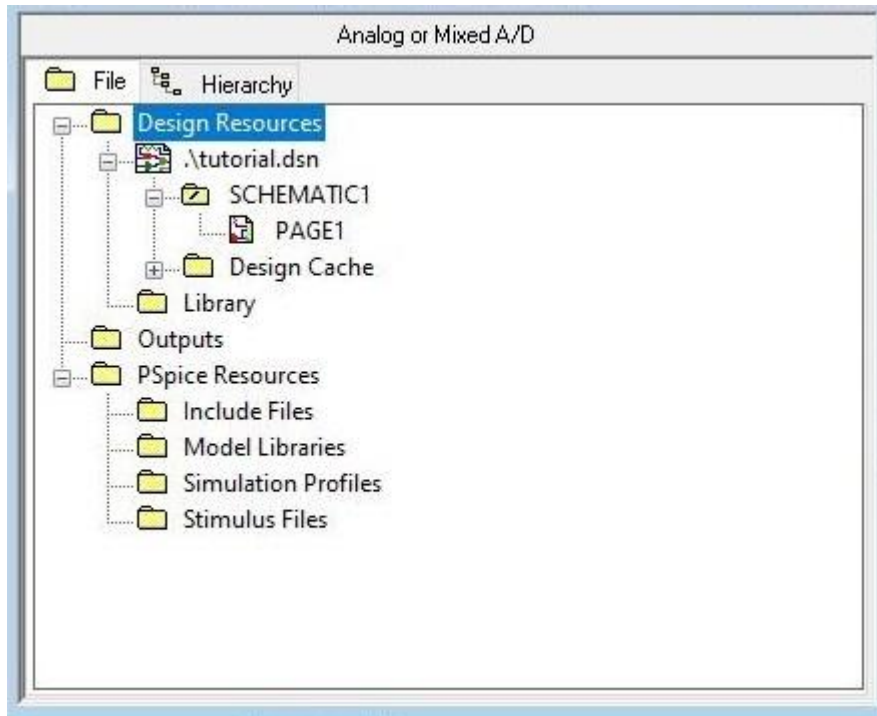 Analog or Mixed A/D
File Hierarchy
Design Resources
.\tutorial.dsn
SCHEMATIC1
PAGE1
Design Cache
Library
Outputs
PSpice Resources
Include Files
Model Libraries
Simulation Profiles
Stimulus Files